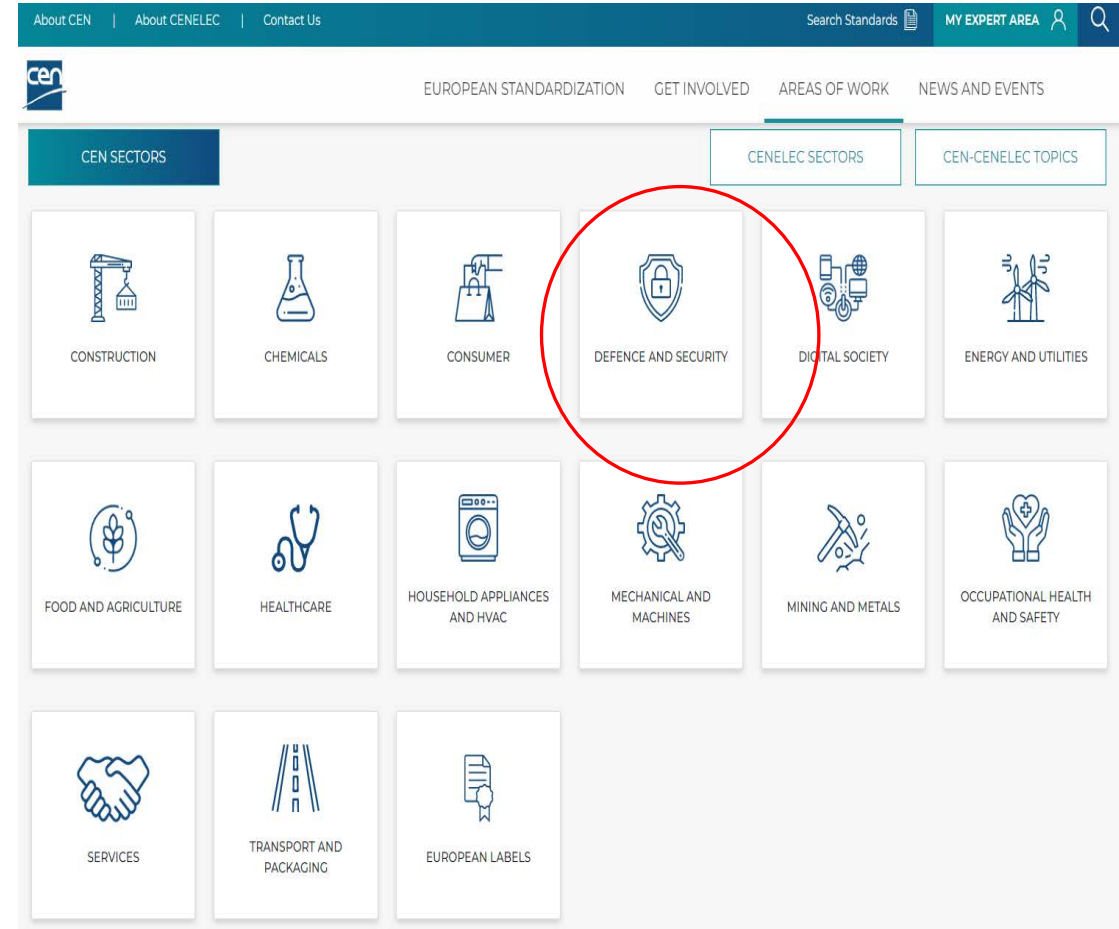 About CEN | About CENELEC | Contact Us Search Standards MY EXPERT AREA
cen
EUROPEAN STANDARDIZATION GET INVOLVED AREAS OF WORK NEWS AND EVENTS
CEN SECTORS CENELEC SECTORS CEN-CENELEC TOPICS
CONSTRUCTION
CHEMICALS
CONSUMER
DEFENCE AND SECURITY
DIGITAL SOCIETY
ENERGY AND UTILITIES
FOOD AND AGRICULTURE
HEALTHCARE
HOUSEHOLD APPLIANCES
AND HVAC
MECHANICAL AND
MACHINES
MINING AND METALS
OCCUPATIONAL HEALTH
AND SAFETY
SERVICES
TRANSPORT AND
PACKAGING
EUROPEAN LABELS